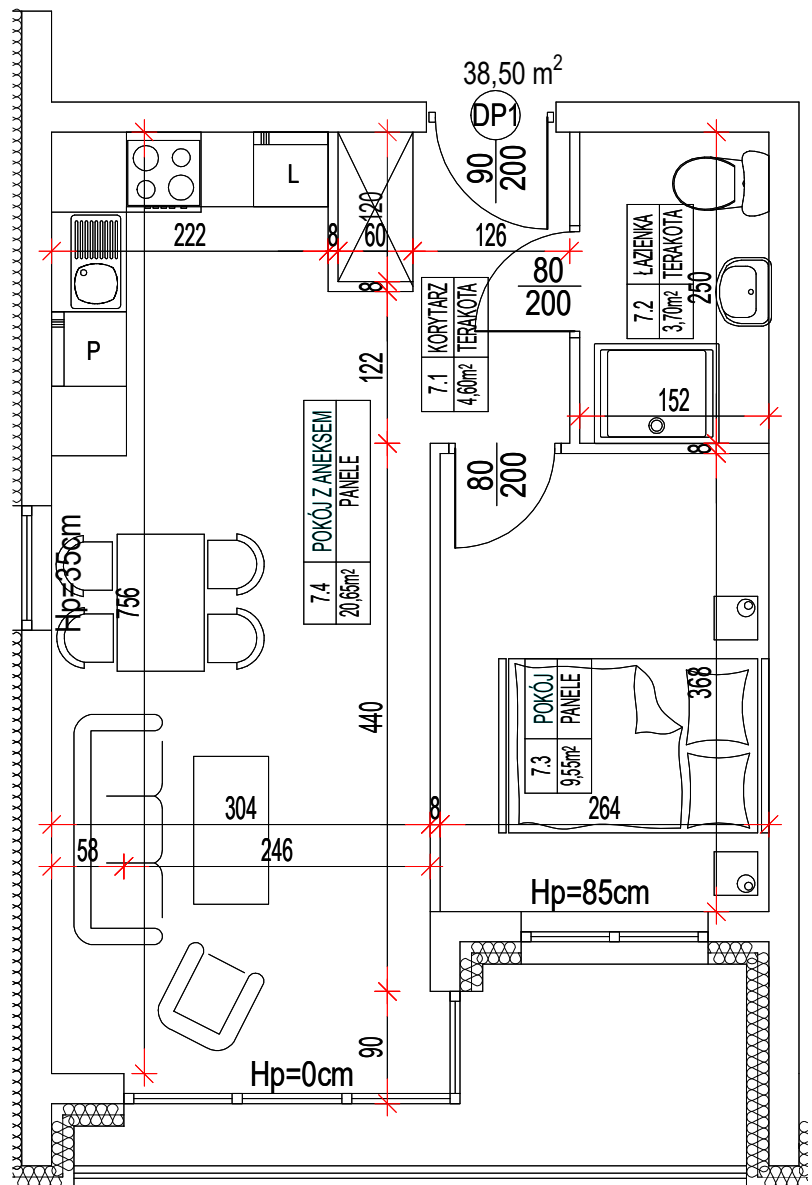 38,50 m²
DP1
90
200
L
120
222
8
60
126
80
200
7.2
ŁAZIENKA
3,70m²
TERAKOTA
250
8
7.1
KORYTARZ
4,60m²
TERAKOTA
P
122
152
8
80
200
7.4
POKÓJ Z ANEKSEM
20,65m²
PANELE
Hp=35cm
756
440
368
7.3
POKÓJ
9,55m²
PANELE
304
8
264
58
246
Hp=85cm
90
Hp=0cm